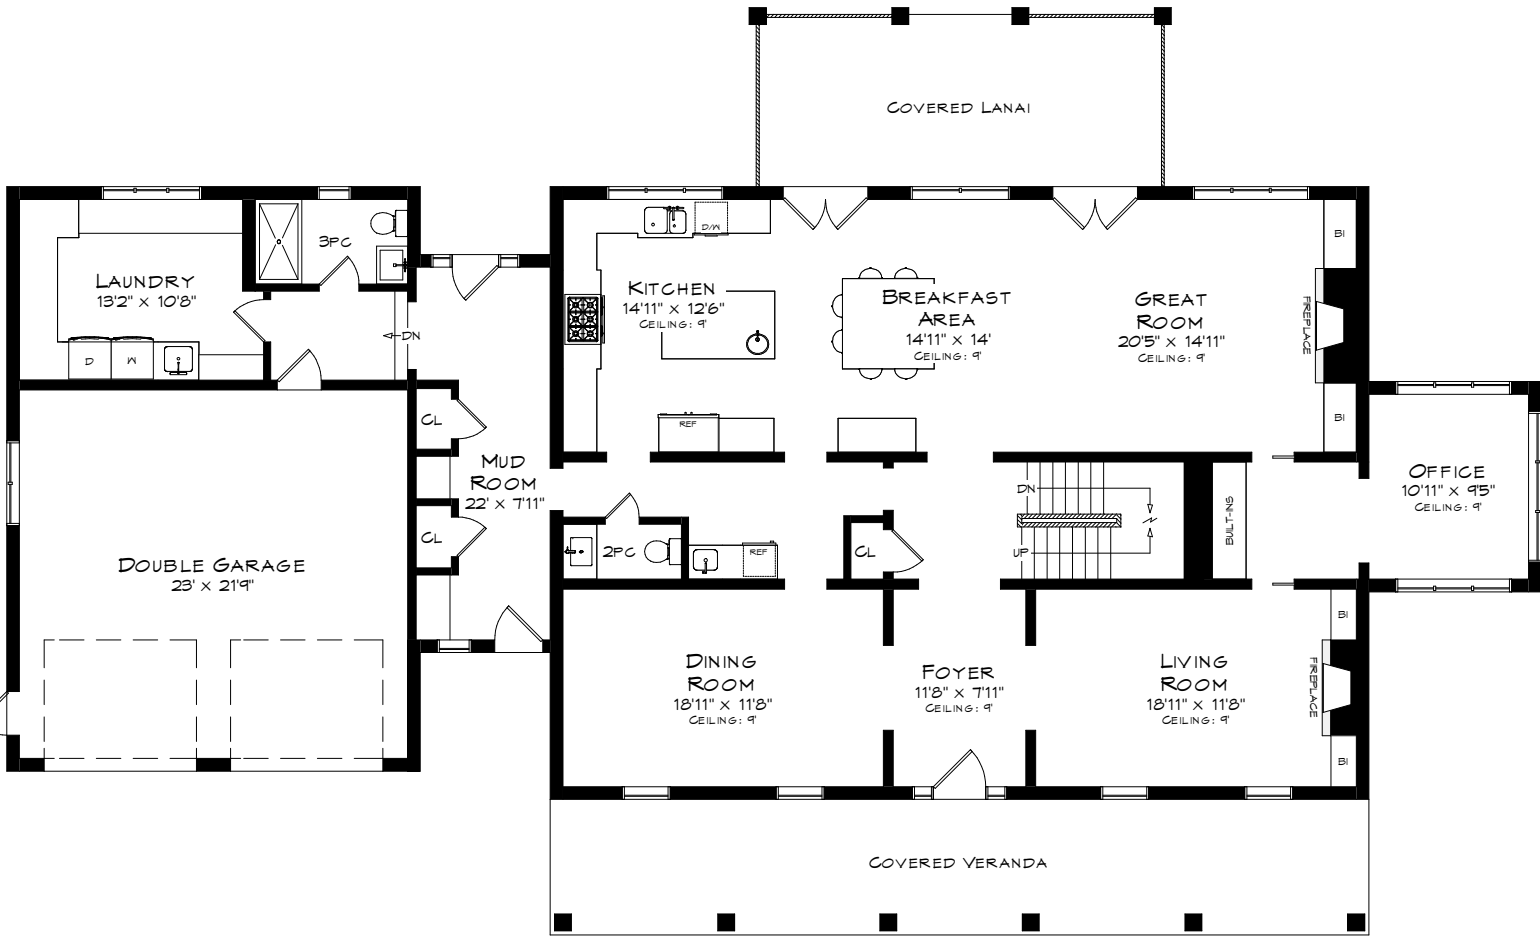 COVERED LANAI
3PC
LAUNDRY
13'2" x 10'8"
D
W
DN
KITCHEN
14'11" x 12'6"
CEILING: 9'
D/W
REF
BREAKFAST
AREA
14'11" x 14'
CEILING: 9'
GREAT
ROOM
20'5" x 14'11"
CEILING: 9'
BI
FIREPLACE
BI
CL
MUD
ROOM
22' x 7'11"
CL
OFFICE
10'11" x 9'5"
CEILING: 9'
DN
UP
BUILT-INS
2PC
REF
CL
DOUBLE GARAGE
23' x 21'9"
DINING
ROOM
18'11" x 11'8"
CEILING: 9'
FOYER
11'8" x 7'11"
CEILING: 9'
LIVING
ROOM
18'11" x 11'8"
CEILING: 9'
BI
FIREPLACE
BI
COVERED VERANDA